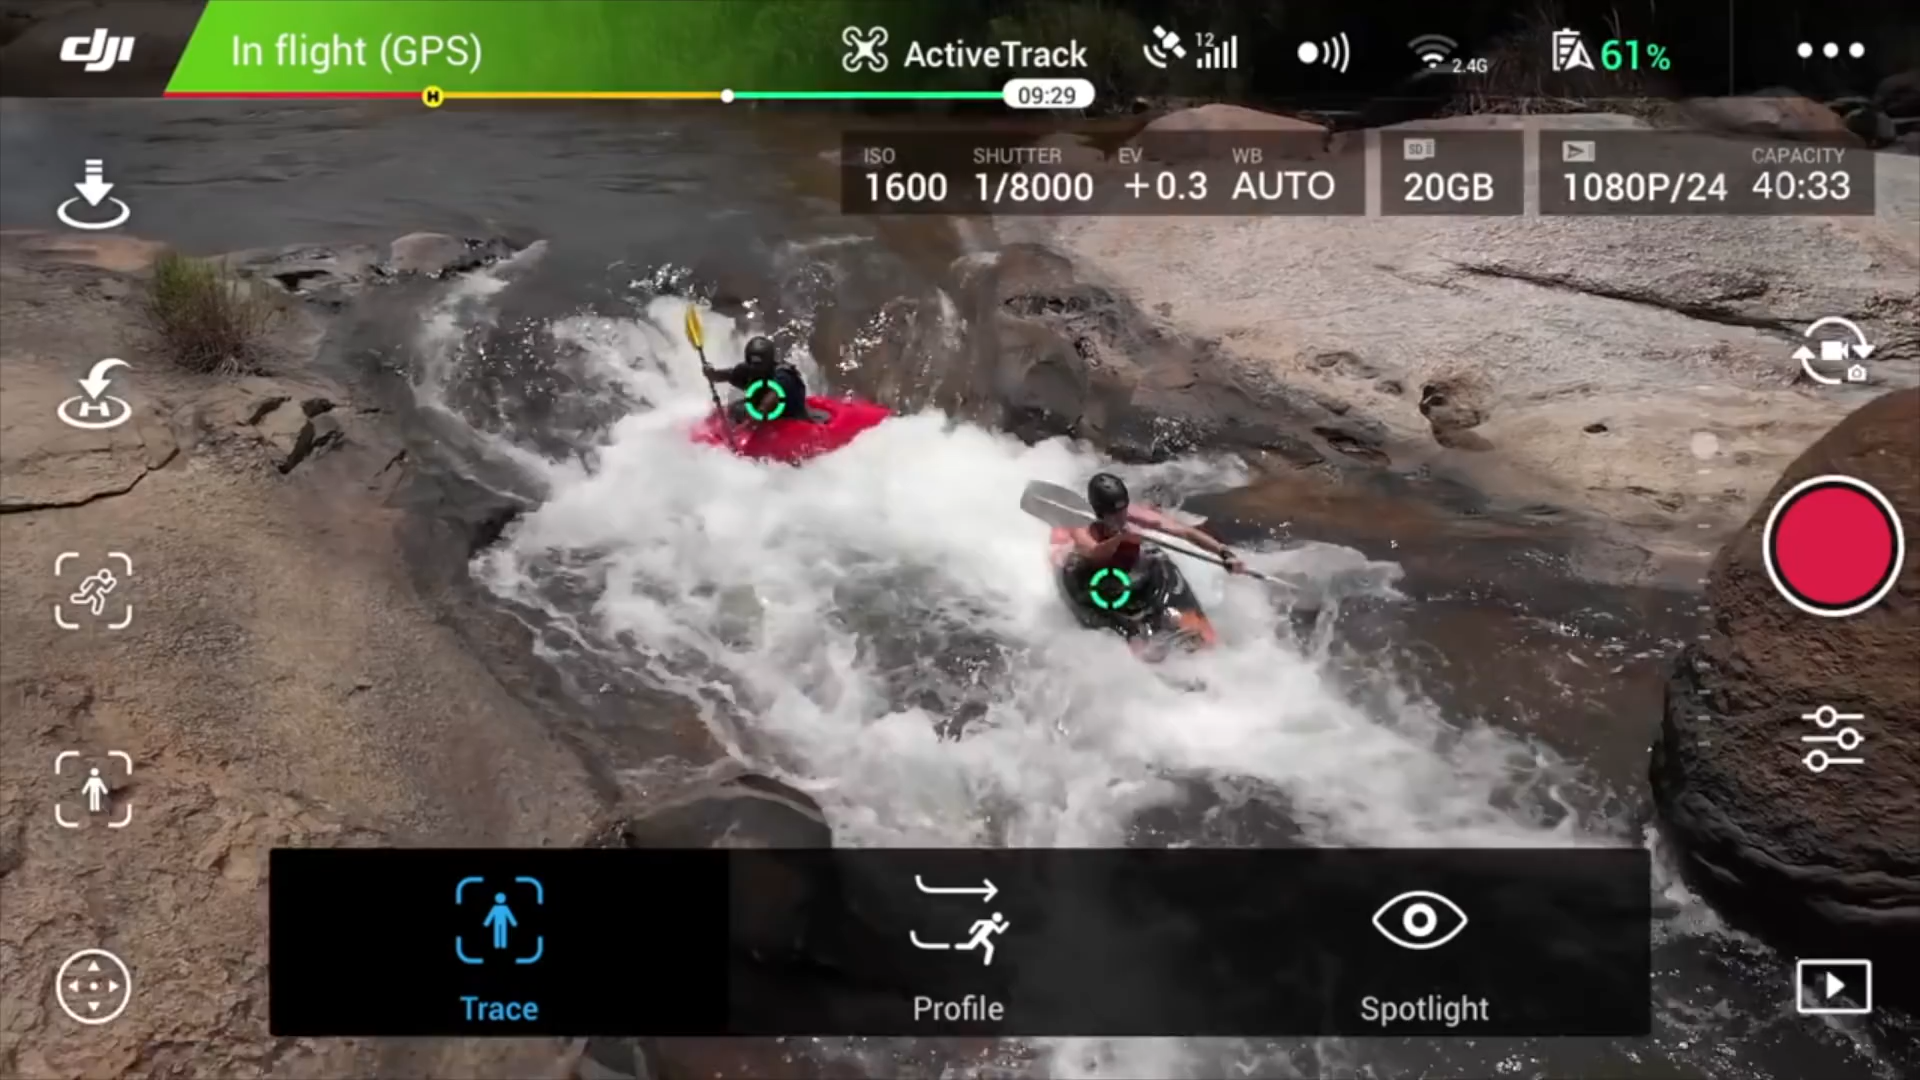 dji
In flight (GPS)
ActiveTrack
12
2.4G
61%
H
09:29
ISO
1600
SHUTTER
1/8000
EV
+0.3
WB
AUTO
SD
20GB
1080P/24
CAPACITY
40:33
H
Trace
Profile
Spotlight